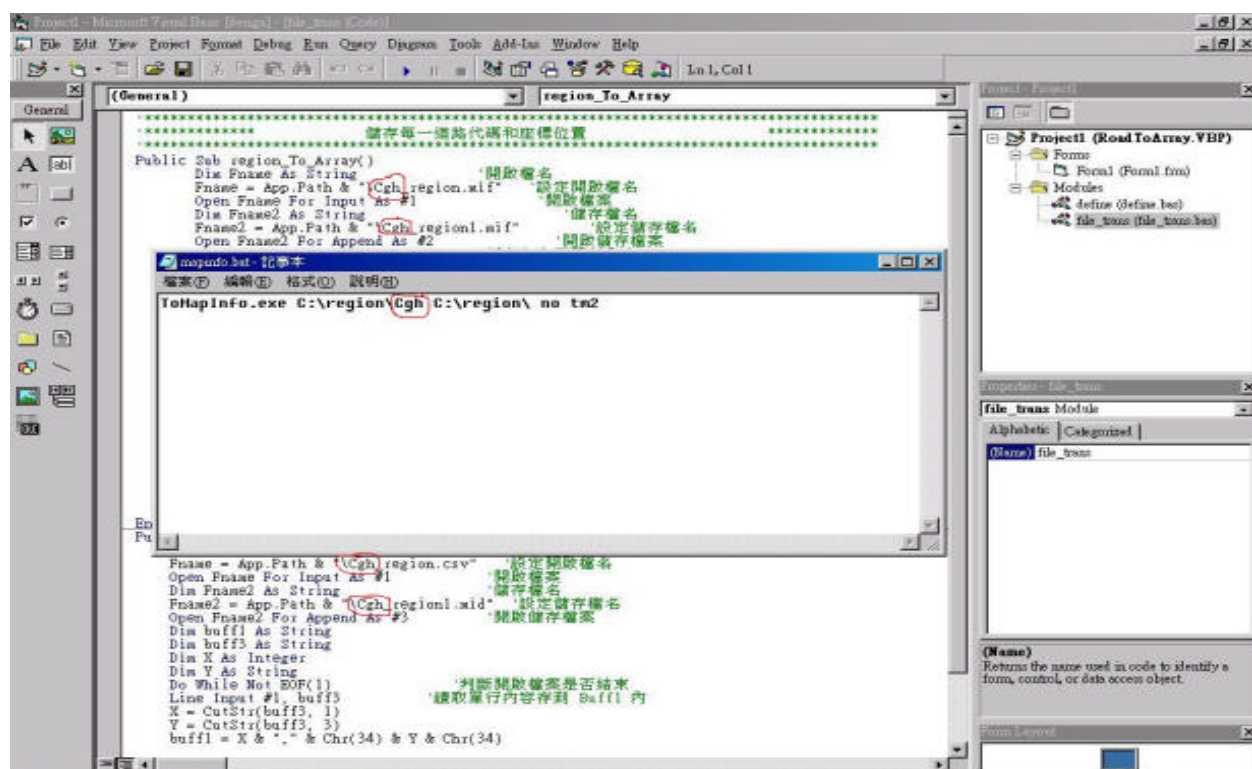 Project1 - Microsoft Visual Basic [design] - [file_trans (Code)]
File Edit View Project Format Debug Run Query Diagram Tools Add-Ins Window Help
Ln 1, Col 1
General
(General)
region_To_Array
'****************************************************************************
'************* 儲存每一道路代碼和座標位置 *************
'****************************************************************************
Public Sub region_To_Array()
Dim Fname As String '開啟檔名
Fname = App.Path & "\Cgh_region.mif" '設定開啟檔名
Open Fname For Input As #1 '開啟檔案
Dim Fname2 As String '儲存檔名
Fname2 = App.Path & "\Cgh_region1.mif" '設定儲存檔名
Open Fname2 For Append As #2 '開啟儲存檔案
mapinfo.bat - 記事本
檔案(F) 編輯(E) 格式(O) 說明(H)
ToMapInfo.exe C:\region\Cgh C:\region\ no tm2
En
Pu
Fname = App.Path & "\Cgh_region.csv" '設定開啟檔名
Open Fname For Input As #1 '開啟檔案
Dim Fname2 As String '儲存檔名
Fname2 = App.Path & "\Cgh_region1.mid" '設定儲存檔名
Open Fname2 For Append As #3 '開啟儲存檔案
Dim buff1 As String
Dim buff3 As String
Dim X As Integer
Dim Y As String
Do While Not EOF(1) '判斷開啟檔案是否結束
Line Input #1, buff3 '讀取單行內容存到 Buff1 內
X = CutStr(buff3, 1)
Y = CutStr(buff3, 3)
buff1 = X & "," & Chr(34) & Y & Chr(34)
Project - Project1
Project1 (RoadToArray.VBP)
Forms
Form1 (Form1.frm)
Modules
define (define.bas)
file_trans (file_trans.bas)
Properties - file_trans
file_trans Module
Alphabetic Categorized
(Name) file_trans
(Name)
Returns the name used in code to identify a
form, control, or data access object.
Form Layout